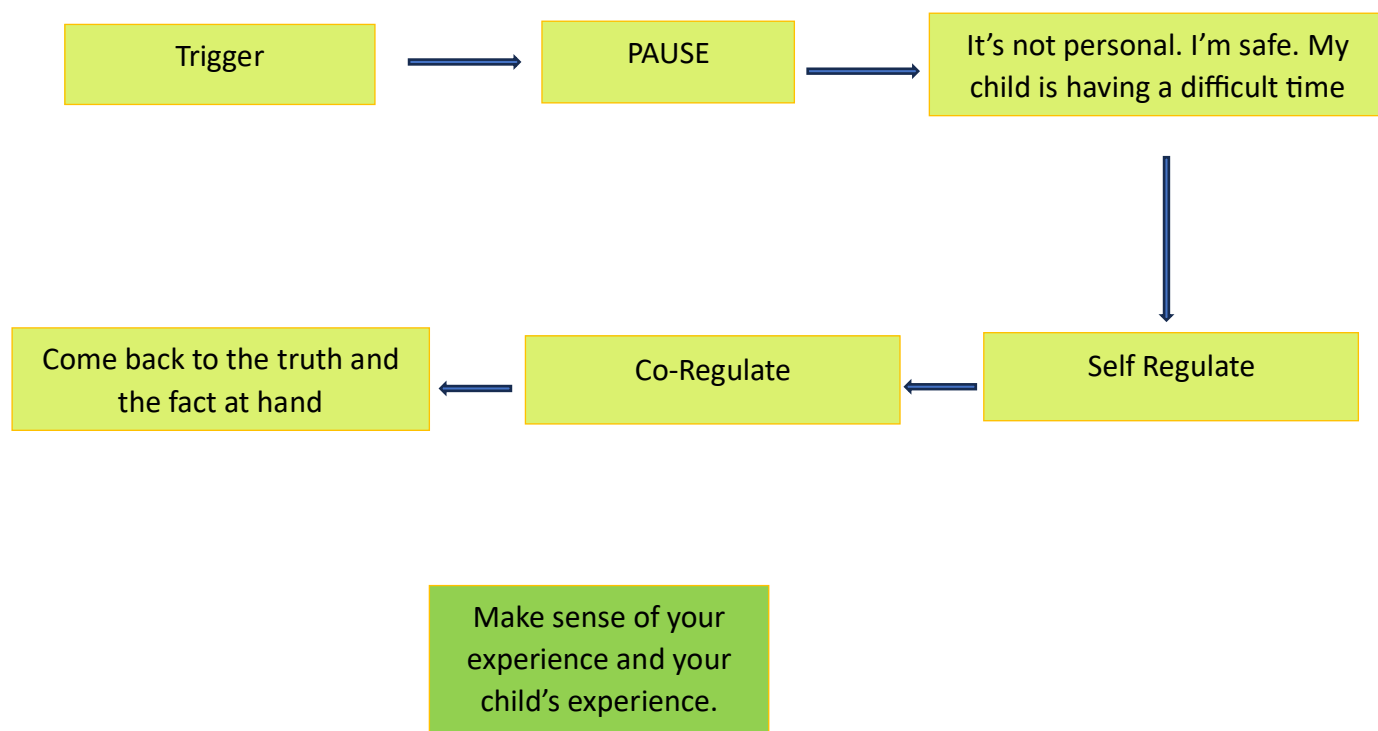 Trigger
PAUSE
It’s not personal. I’m safe. My
child is having a difficult time
Self Regulate
Co-Regulate
Come back to the truth and
the fact at hand
Make sense of your
experience and your
child’s experience.